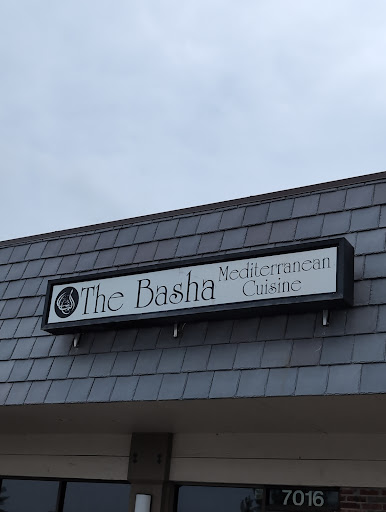 The Basha Mediterranean
Cuisine
7016